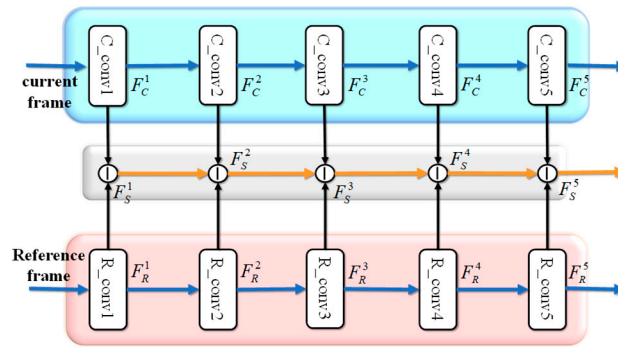 C_conv1
C_conv2
C_conv3
C_conv4
C_conv5
current
frame
F_C^1
F_C^2
F_C^3
F_C^4
F_C^5
F_S^1
F_S^2
F_S^3
F_S^4
F_S^5
Reference
frame
F_R^1
F_R^2
F_R^3
F_R^4
F_R^5
R_conv1
R_conv2
R_conv3
R_conv4
R_conv5